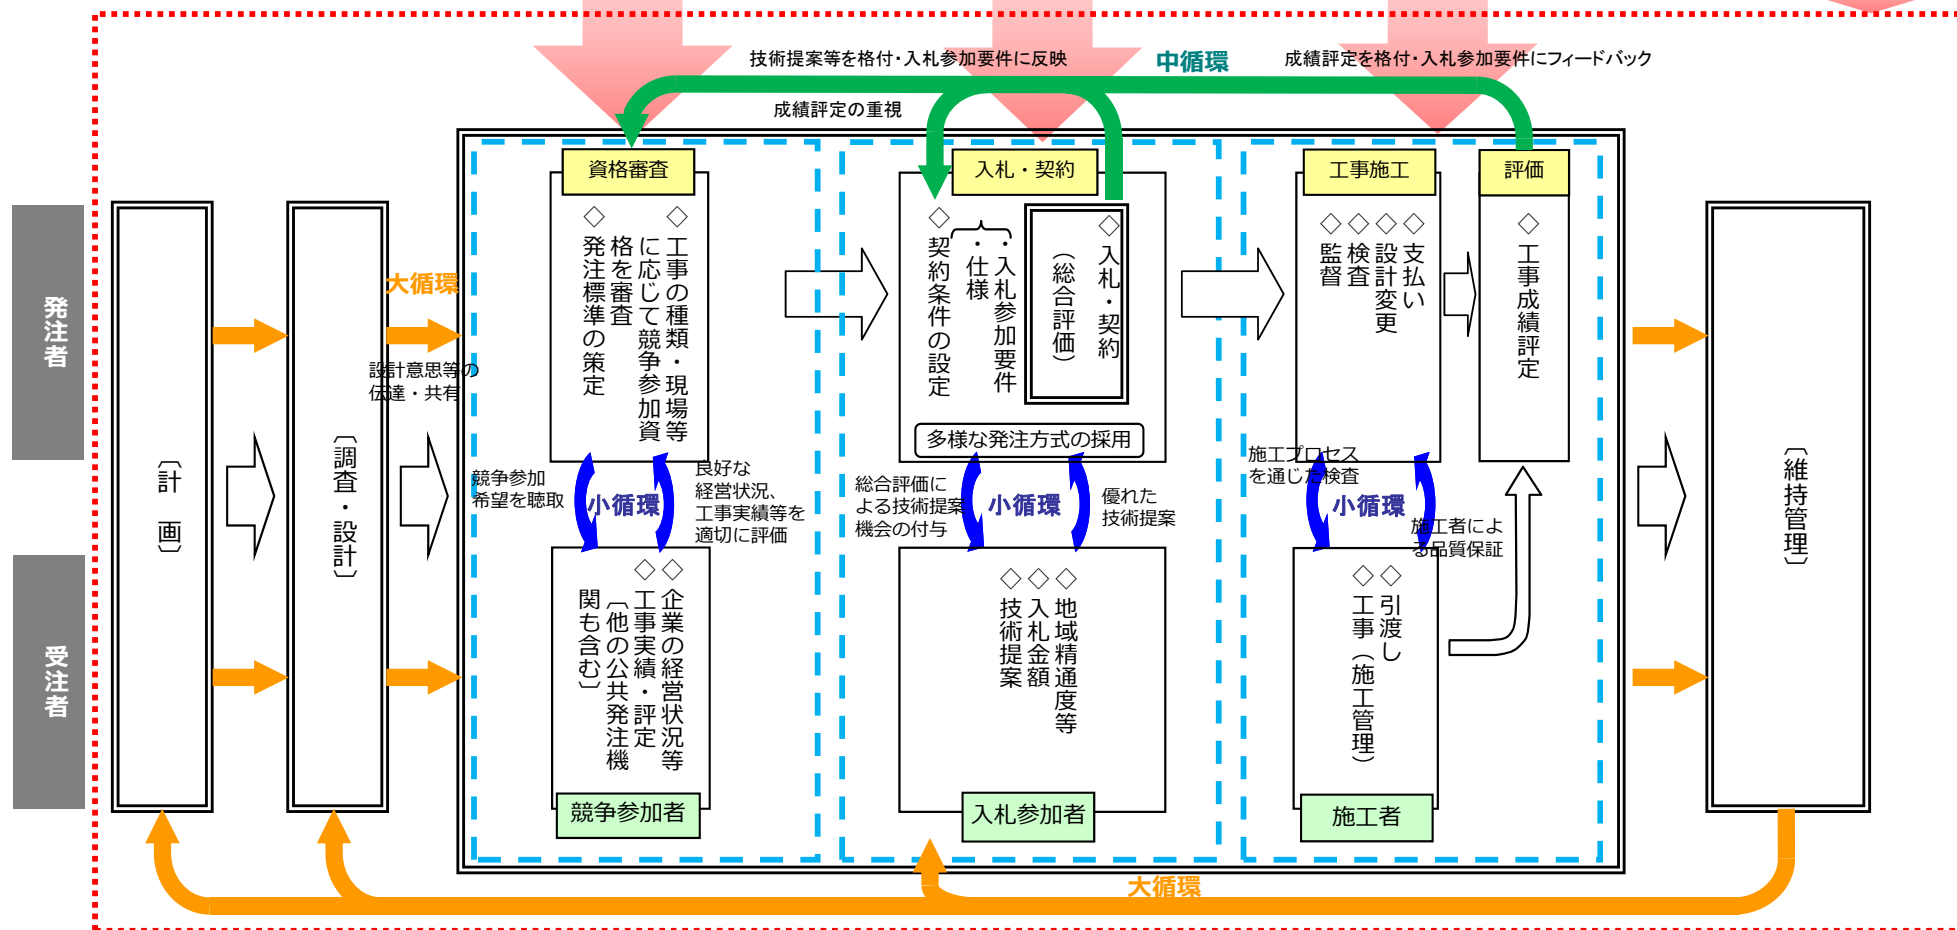 技術提案等を格付・入札参加要件に反映
中循環
成績評定を格付・入札参加要件にフィードバック
成績評定の重視
発注者
受注者
〔計　画〕
〔調査・設計〕
大循環
設計意思等の
伝達・共有
資格審査
◇工事の種類・現場等
に応じて競争参加資
格を審査
◇発注標準の策定
競争参加
希望を聴取
小循環
良好な
経営状況、
工事実績等を
適切に評価
◇企業の経営状況等
◇工事実績・評定
〔他の公共発注機
関も含む〕
競争参加者
入札・契約
◇入札・契約
（総合評価）
・入札参加要件
・仕様
◇契約条件の設定
多様な発注方式の採用
総合評価に
よる技術提案
機会の付与
小循環
優れた
技術提案
◇地域精通度等
◇入札金額
◇技術提案
入札参加者
工事施工
◇支払い
◇設計変更
◇検査
◇監督
評価
◇工事成績評定
施工プロセス
を通じた検査
小循環
施工者によ
る品質保証
◇引渡し
◇工事（施工管理）
施工者
〔維持管理〕
大循環